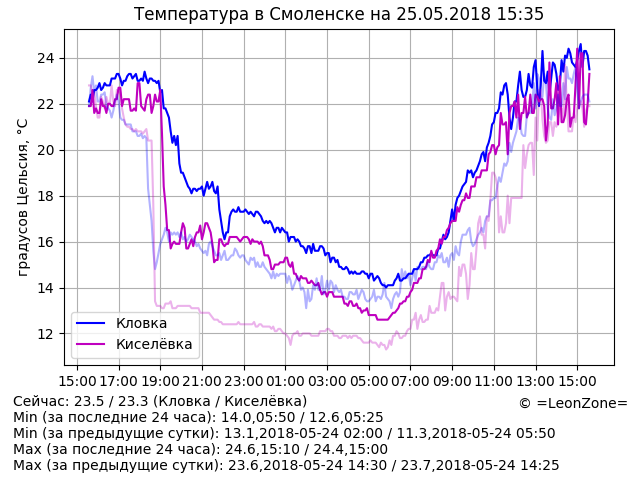 Температура в Смоленске на 25.05.2018 15:35
градусов Цельсия, °C
24
22
20
18
16
14
12
Кловка
Киселёвка
15:00 17:00 19:00 21:00 23:00 01:00 03:00 05:00 07:00 09:00 11:00 13:00 15:00
Сейчас: 23.5 / 23.3 (Кловка / Киселёвка)
© =LeonZone=
Min (за последние 24 часа): 14.0,05:50 / 12.6,05:25
Min (за предыдущие сутки): 13.1,2018-05-24 02:00 / 11.3,2018-05-24 05:50
Max (за последние 24 часа): 24.6,15:10 / 24.4,15:00
Max (за предыдущие сутки): 23.6,2018-05-24 14:30 / 23.7,2018-05-24 14:25